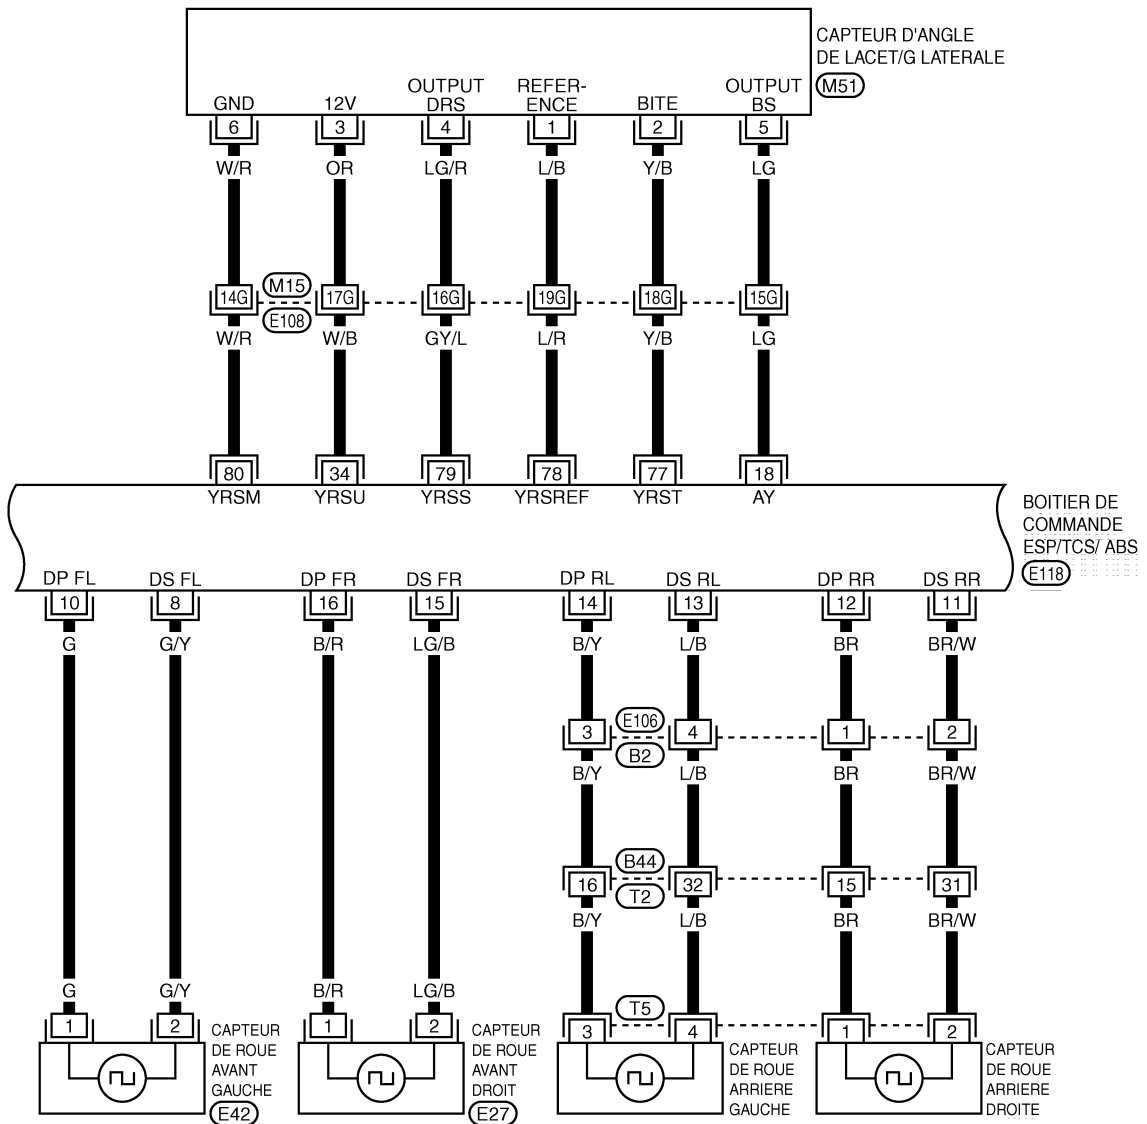 CAPTEUR D'ANGLE
DE LACET/G LATERALE
M51
GND
12V
OUTPUT
DRS
REFER-
ENCE
BITE
OUTPUT
BS
6 3 4 1 2 5
W/R OR LG/R L/B Y/B LG
M15
14G 17G 16G 19G 18G 15G
E108
W/R W/B GY/L L/R Y/B LG
80 34 79 78 77 18
YRSM YRSU YRSS YRSREF YRST AY
BOITIER DE
COMMANDE
ESP/TCS/ ABS
E118
DP FL DS FL DP FR DS FR DP RL DS RL DP RR DS RR
10 8 16 15 14 13 12 11
G G/Y B/R LG/B B/Y L/B BR BR/W
E106
3 4 1 2
B2
B/Y L/B BR BR/W
B44
16 32 15 31
T2
B/Y L/B BR BR/W
G G/Y B/R LG/B
T5
1 2 1 2 3 4 1 2
CAPTEUR
DE ROUE
AVANT
GAUCHE
E42
CAPTEUR
DE ROUE
AVANT
DROIT
E27
CAPTEUR
DE ROUE
ARRIERE
GAUCHE
CAPTEUR
DE ROUE
ARRIERE
DROITE